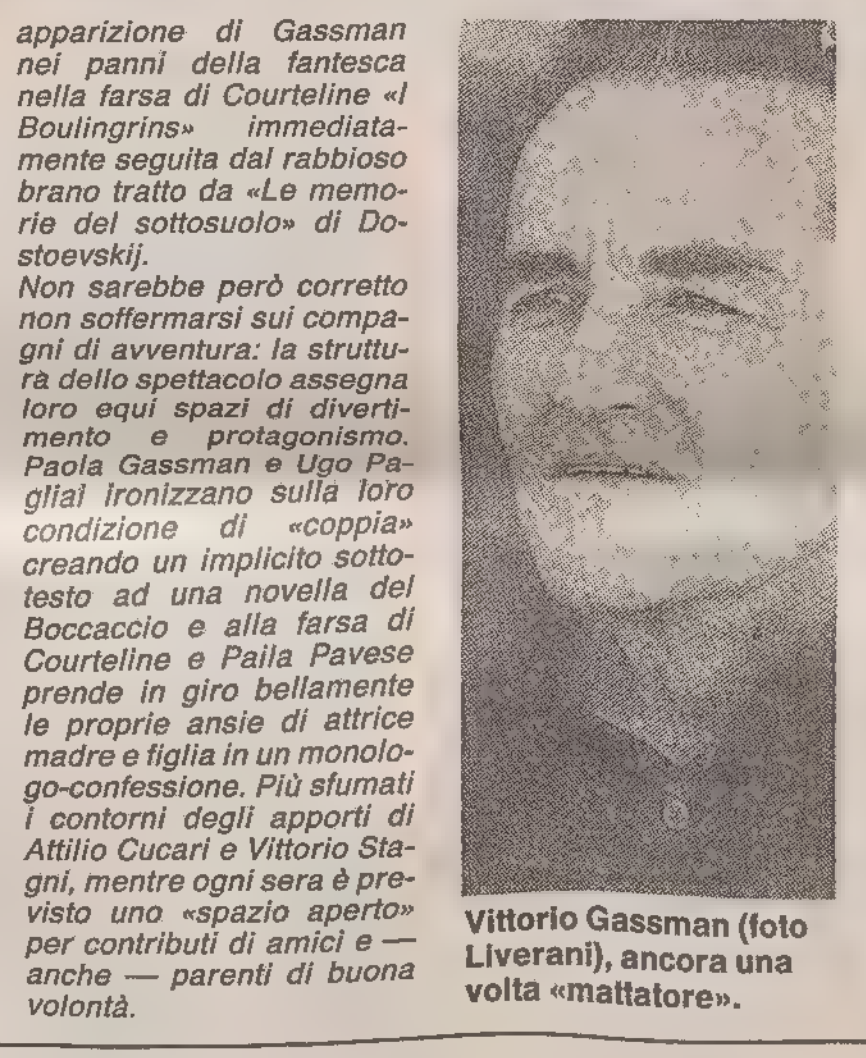 apparizione di Gassman
nei panni della fantesca
nella farsa di Courteline «I
Boulingrins» immediata-
mente seguita dal rabbioso
brano tratto da «Le memo-
rie del sottosuolo» di Do-
stoevskij.
Non sarebbe però corretto
non soffermarsi sui compa-
gni di avventura: la struttu-
ra dello spettacolo assegna
loro equi spazi di diverti-
mento e protagonismo.
Paola Gassman e Ugo Pa-
gliai ironizzano sulla loro
condizione di «coppia»
creando un implicito sotto-
testo ad una novella del
Boccaccio e alla farsa di
Courteline e Paila Pavese
prende in giro bellamente
le proprie ansie di attrice
madre e figlia in un monolo-
go-confessione. Più sfumati
i contorni degli apporti di
Attilio Cucari e Vittorio Sta-
gni, mentre ogni sera è pre-
visto uno «spazio aperto»
per contributi di amici e —
anche — parenti di buona
volontà.
Vittorio Gassman (foto
Liverani), ancora una
volta «mattatore».